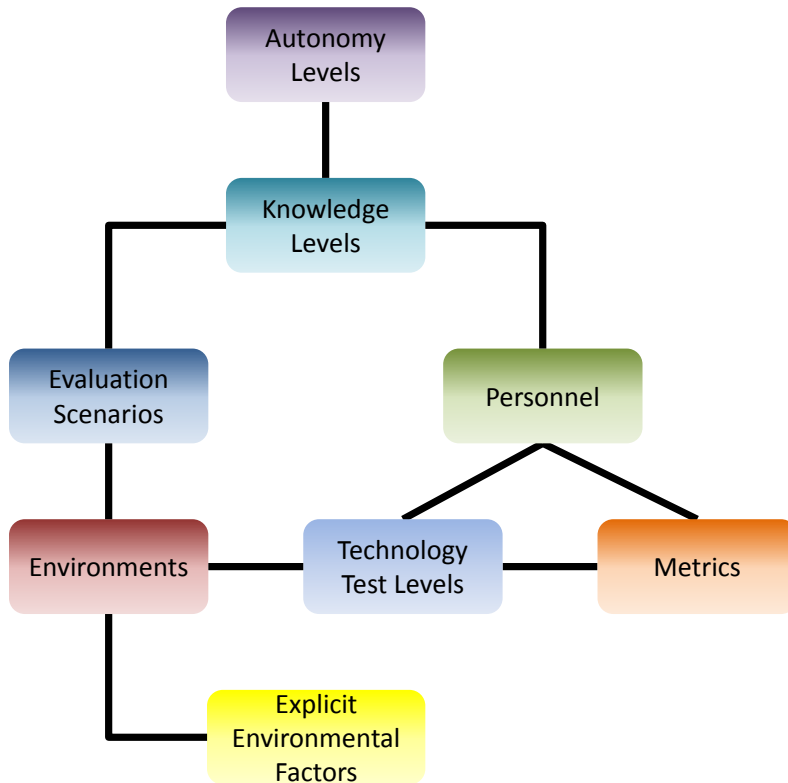 Autonomy
Levels
Knowledge
Levels
Evaluation
Scenarios
Personnel
Environments
Technology
Test Levels
Metrics
Explicit
Environmental
Factors